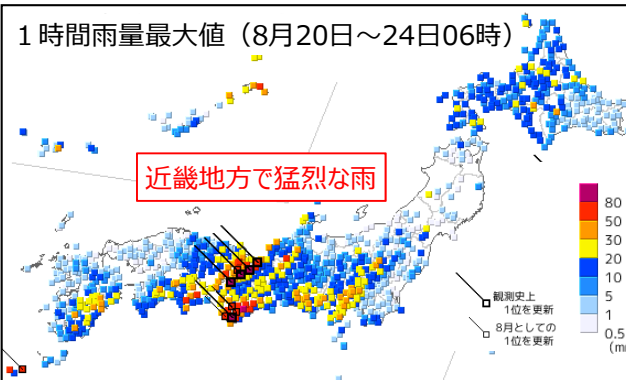 １時間雨量最大値（8月20日～24日06時）
近畿地方で猛烈な雨
80
50
30
20
10
5
1
0.5
(m
観測史上
1位を更新
8月としての
1位を更新